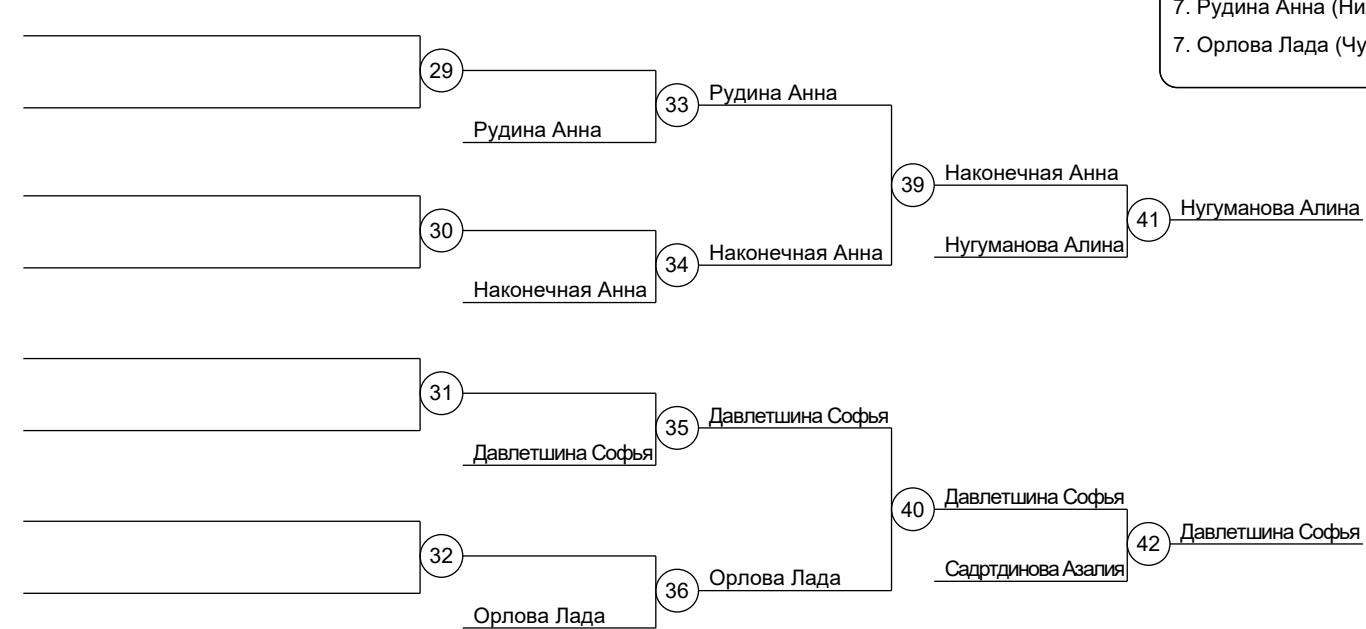 7. Рудина Анна (Ни
7. Орлова Лада (Чу
29
33
Рудина Анна
Рудина Анна
39
Наконечная Анна
41
Нугуманова Алина
30
34
Наконечная Анна
Нугуманова Алина
Наконечная Анна
31
35
Давлетшина Софья
Давлетшина Софья
40
Давлетшина Софья
42
Давлетшина Софья
32
36
Орлова Лада
Садртдинова Азалия
Орлова Лада